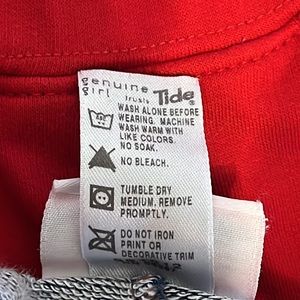 genuine
girl trusts Tide®
WASH ALONE BEFORE
WEARING. MACHINE
WASH WARM WITH
LIKE COLORS.
NO SOAK.
NO BLEACH.
TUMBLE DRY
MEDIUM. REMOVE
PROMPTLY.
DO NOT IRON
PRINT OR
DECORATIVE TRIM